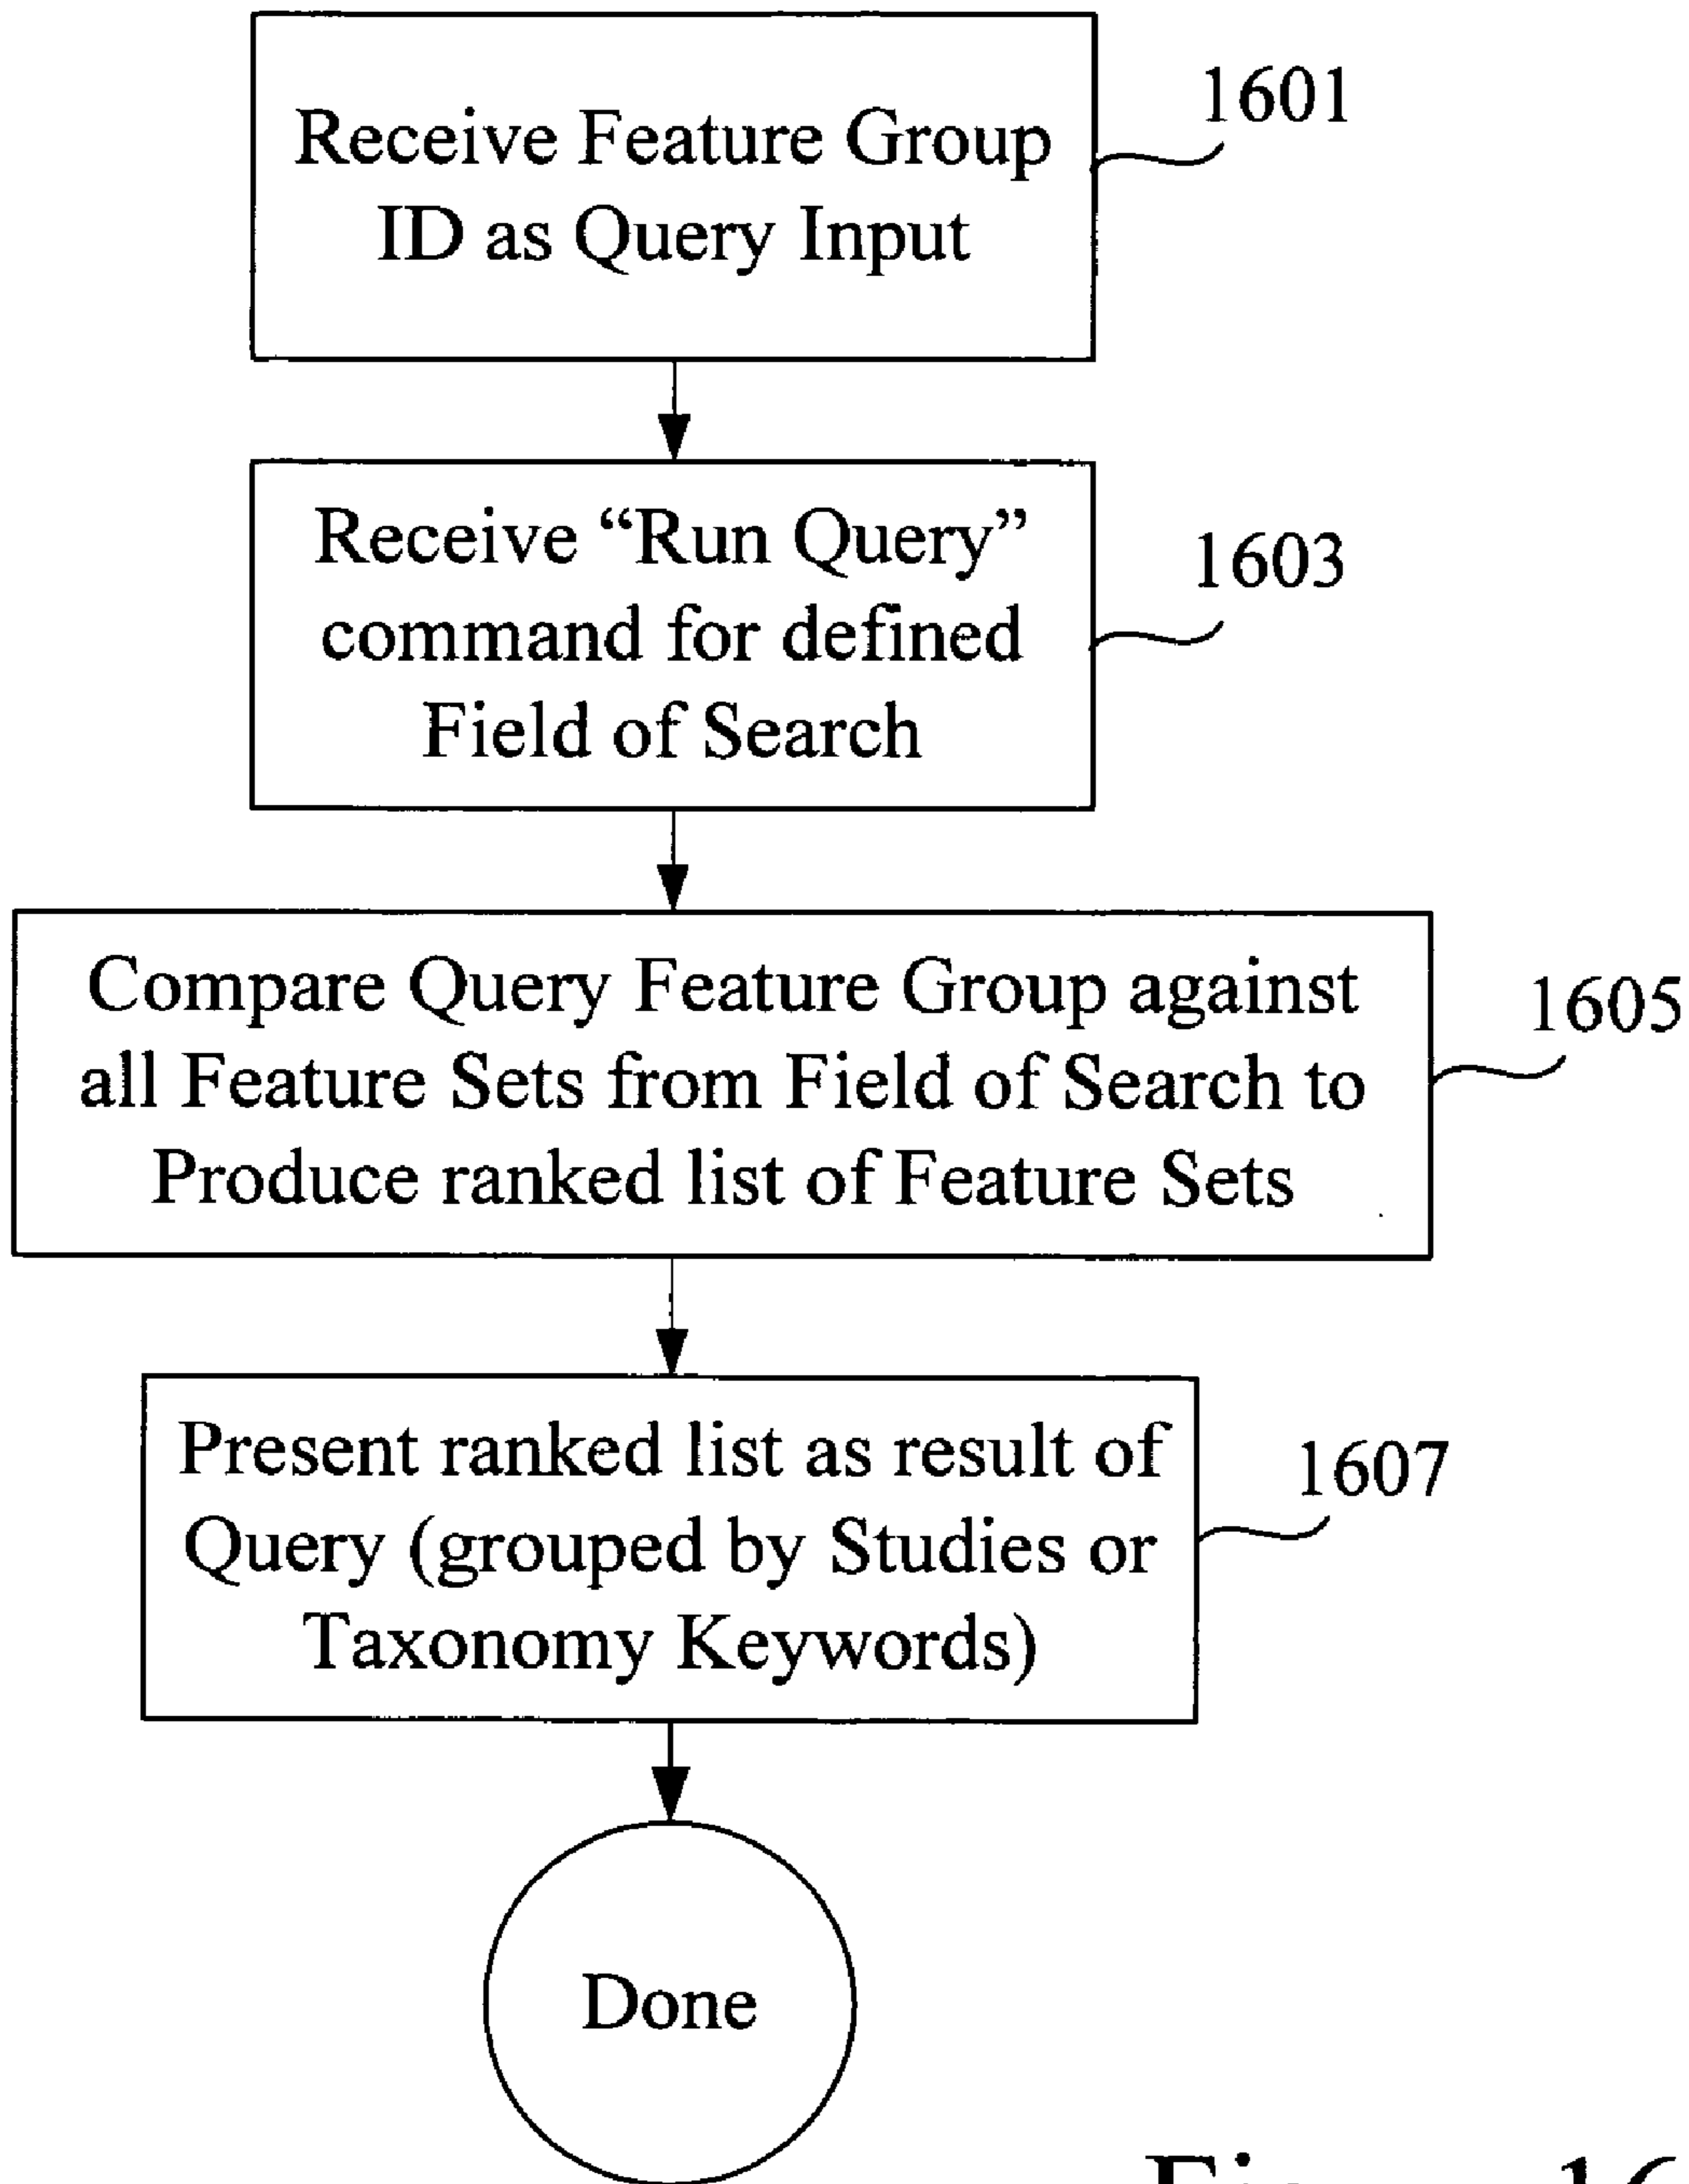 Receive Feature Group
ID as Query Input
1601
Receive “Run Query”
command for defined
Field of Search
1603
Compare Query Feature Group against
all Feature Sets from Field of Search to
Produce ranked list of Feature Sets
1605
Present ranked list as result of
Query (grouped by Studies or
Taxonomy Keywords)
1607
Done